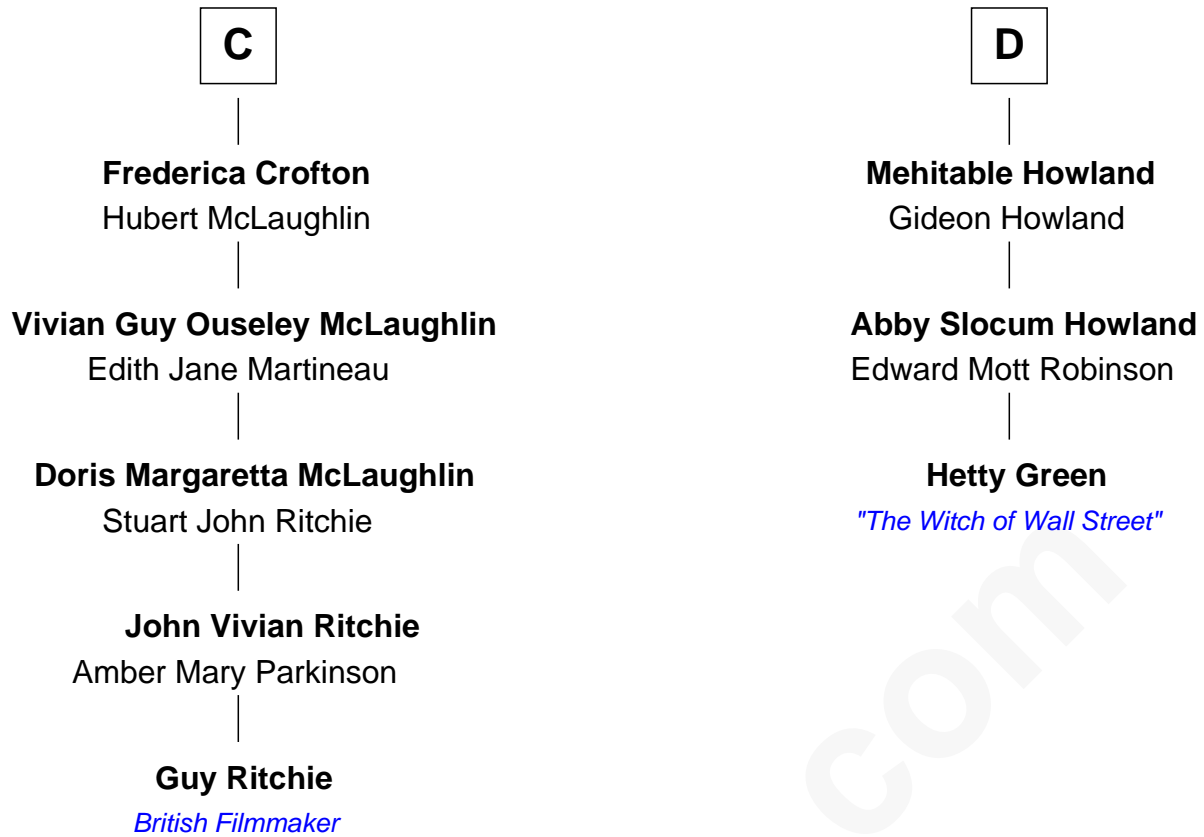 C
Frederica Crofton
Hubert McLaughlin
Vivian Guy Ouseley McLaughlin
Edith Jane Martineau
Doris Margaretta McLaughlin
Stuart John Ritchie
John Vivian Ritchie
Amber Mary Parkinson
Guy Ritchie
British Filmmaker
D
Mehitable Howland
Gideon Howland
Abby Slocum Howland
Edward Mott Robinson
Hetty Green
"The Witch of Wall Street"
com